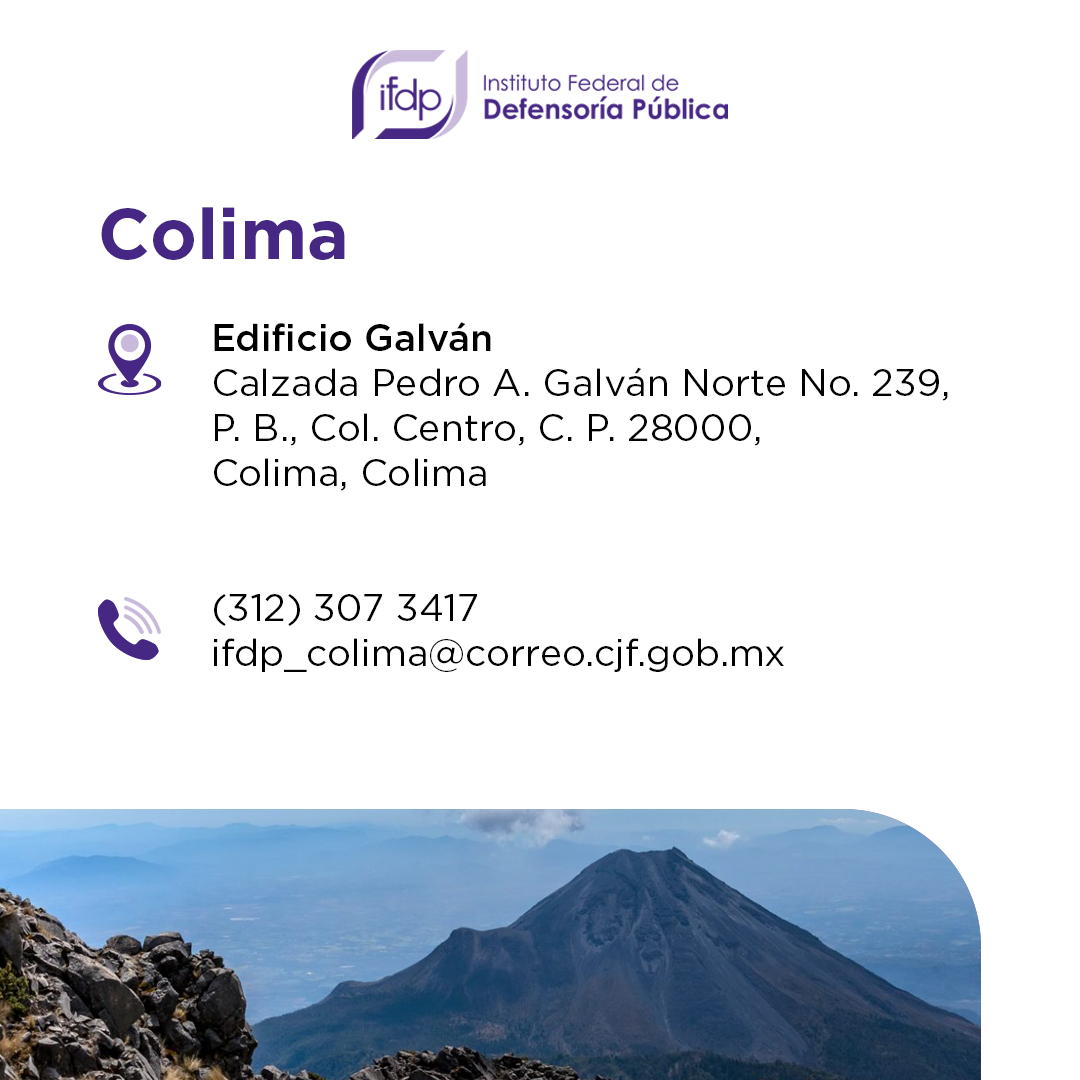 ifdp
Instituto Federal de
Defensoría Pública
Colima
Edificio Galván
Calzada Pedro A. Galván Norte No. 239,
P. B., Col. Centro, C. P. 28000,
Colima, Colima
(312) 307 3417
ifdp_colima@correo.cjf.gob.mx